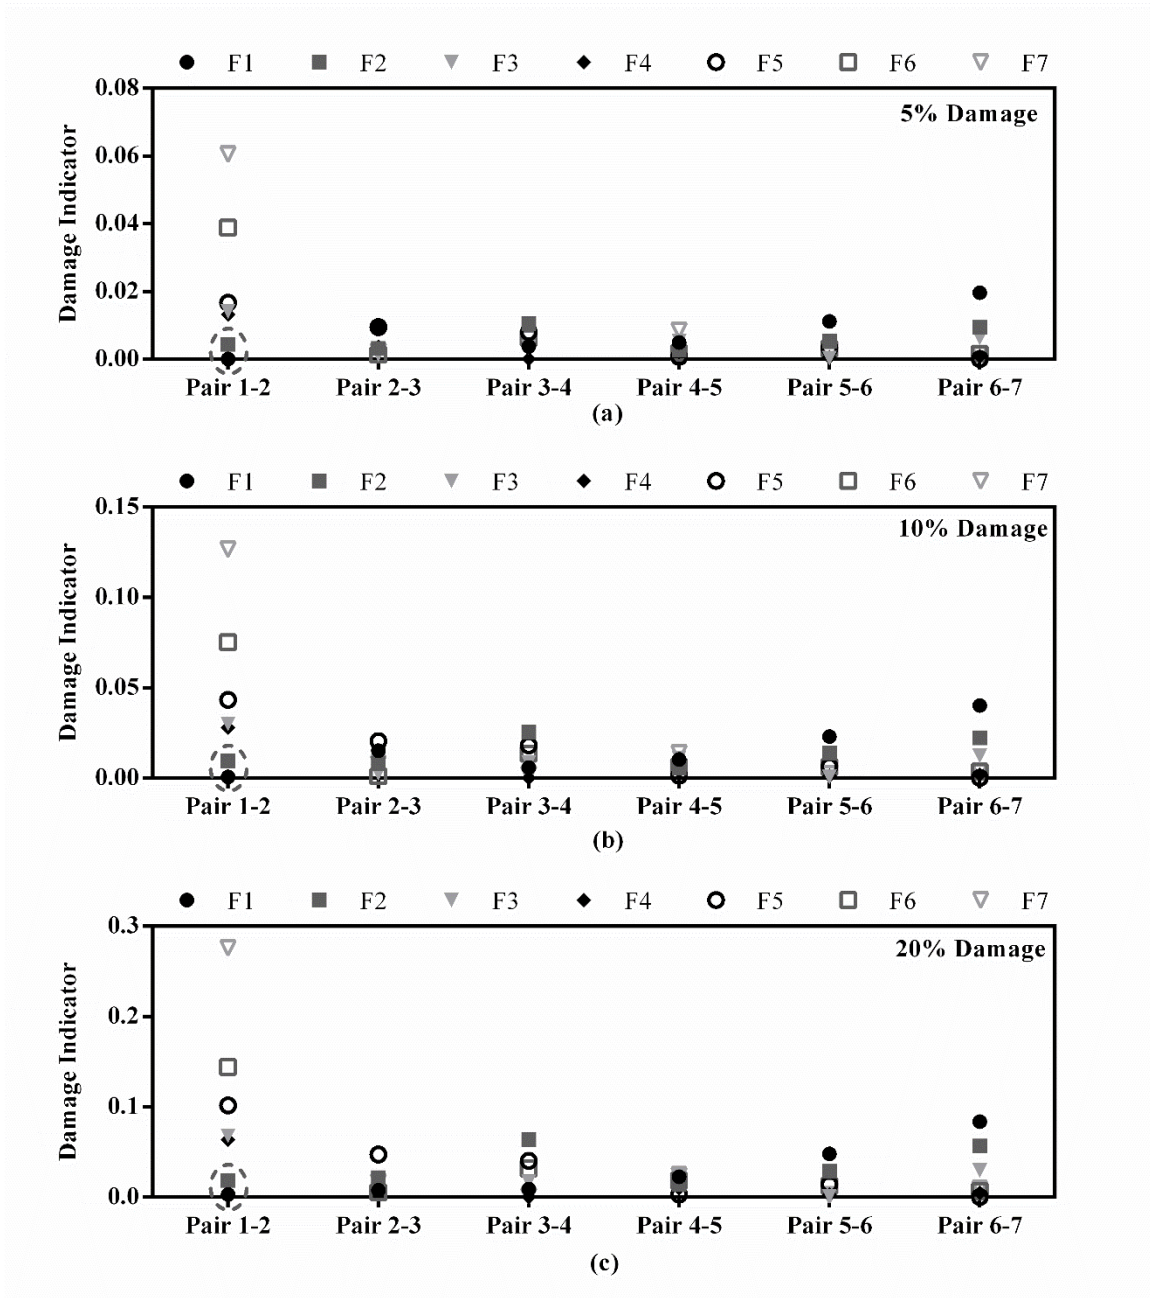 F1 F2 F3 F4 F5 F6 F7
0.08
5% Damage
0.06
0.04
0.02
0.00
Damage Indicator
Pair 1-2 Pair 2-3 Pair 3-4 Pair 4-5 Pair 5-6 Pair 6-7
(a)
F1 F2 F3 F4 F5 F6 F7
0.15
10% Damage
0.10
0.05
0.00
Damage Indicator
Pair 1-2 Pair 2-3 Pair 3-4 Pair 4-5 Pair 5-6 Pair 6-7
(b)
F1 F2 F3 F4 F5 F6 F7
0.3
20% Damage
0.2
0.1
0.0
Damage Indicator
Pair 1-2 Pair 2-3 Pair 3-4 Pair 4-5 Pair 5-6 Pair 6-7
(c)